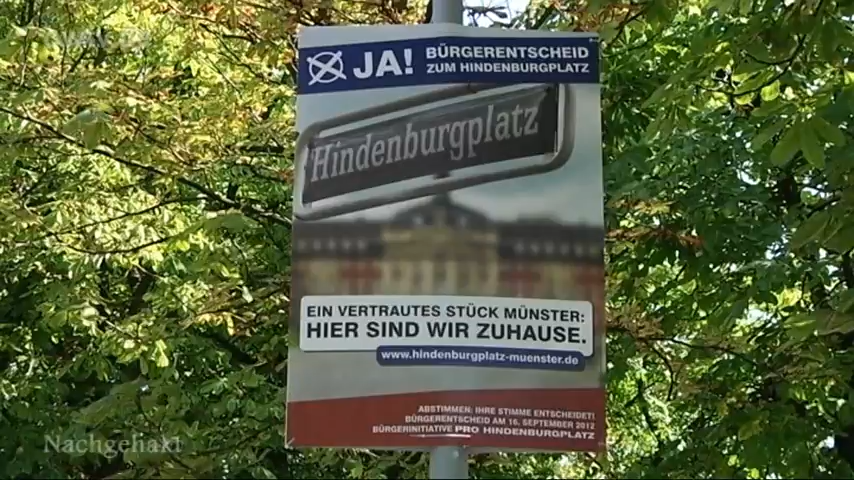 JA!
BÜRGERENTSCHEID
ZUM HINDENBURGPLATZ
Hindenburgplatz
EIN VERTRAUTES STÜCK MÜNSTER:
HIER SIND WIR ZUHAUSE.
www.hindenburgplatz-muenster.de
ABSTIMMEN: IHRE STIMME ENTSCHEIDET!
BÜRGERENTSCHEID AM 16. SEPTEMBER 2012
BÜRGERINITIATIVE PRO HINDENBURGPLATZ
Nachgehakt